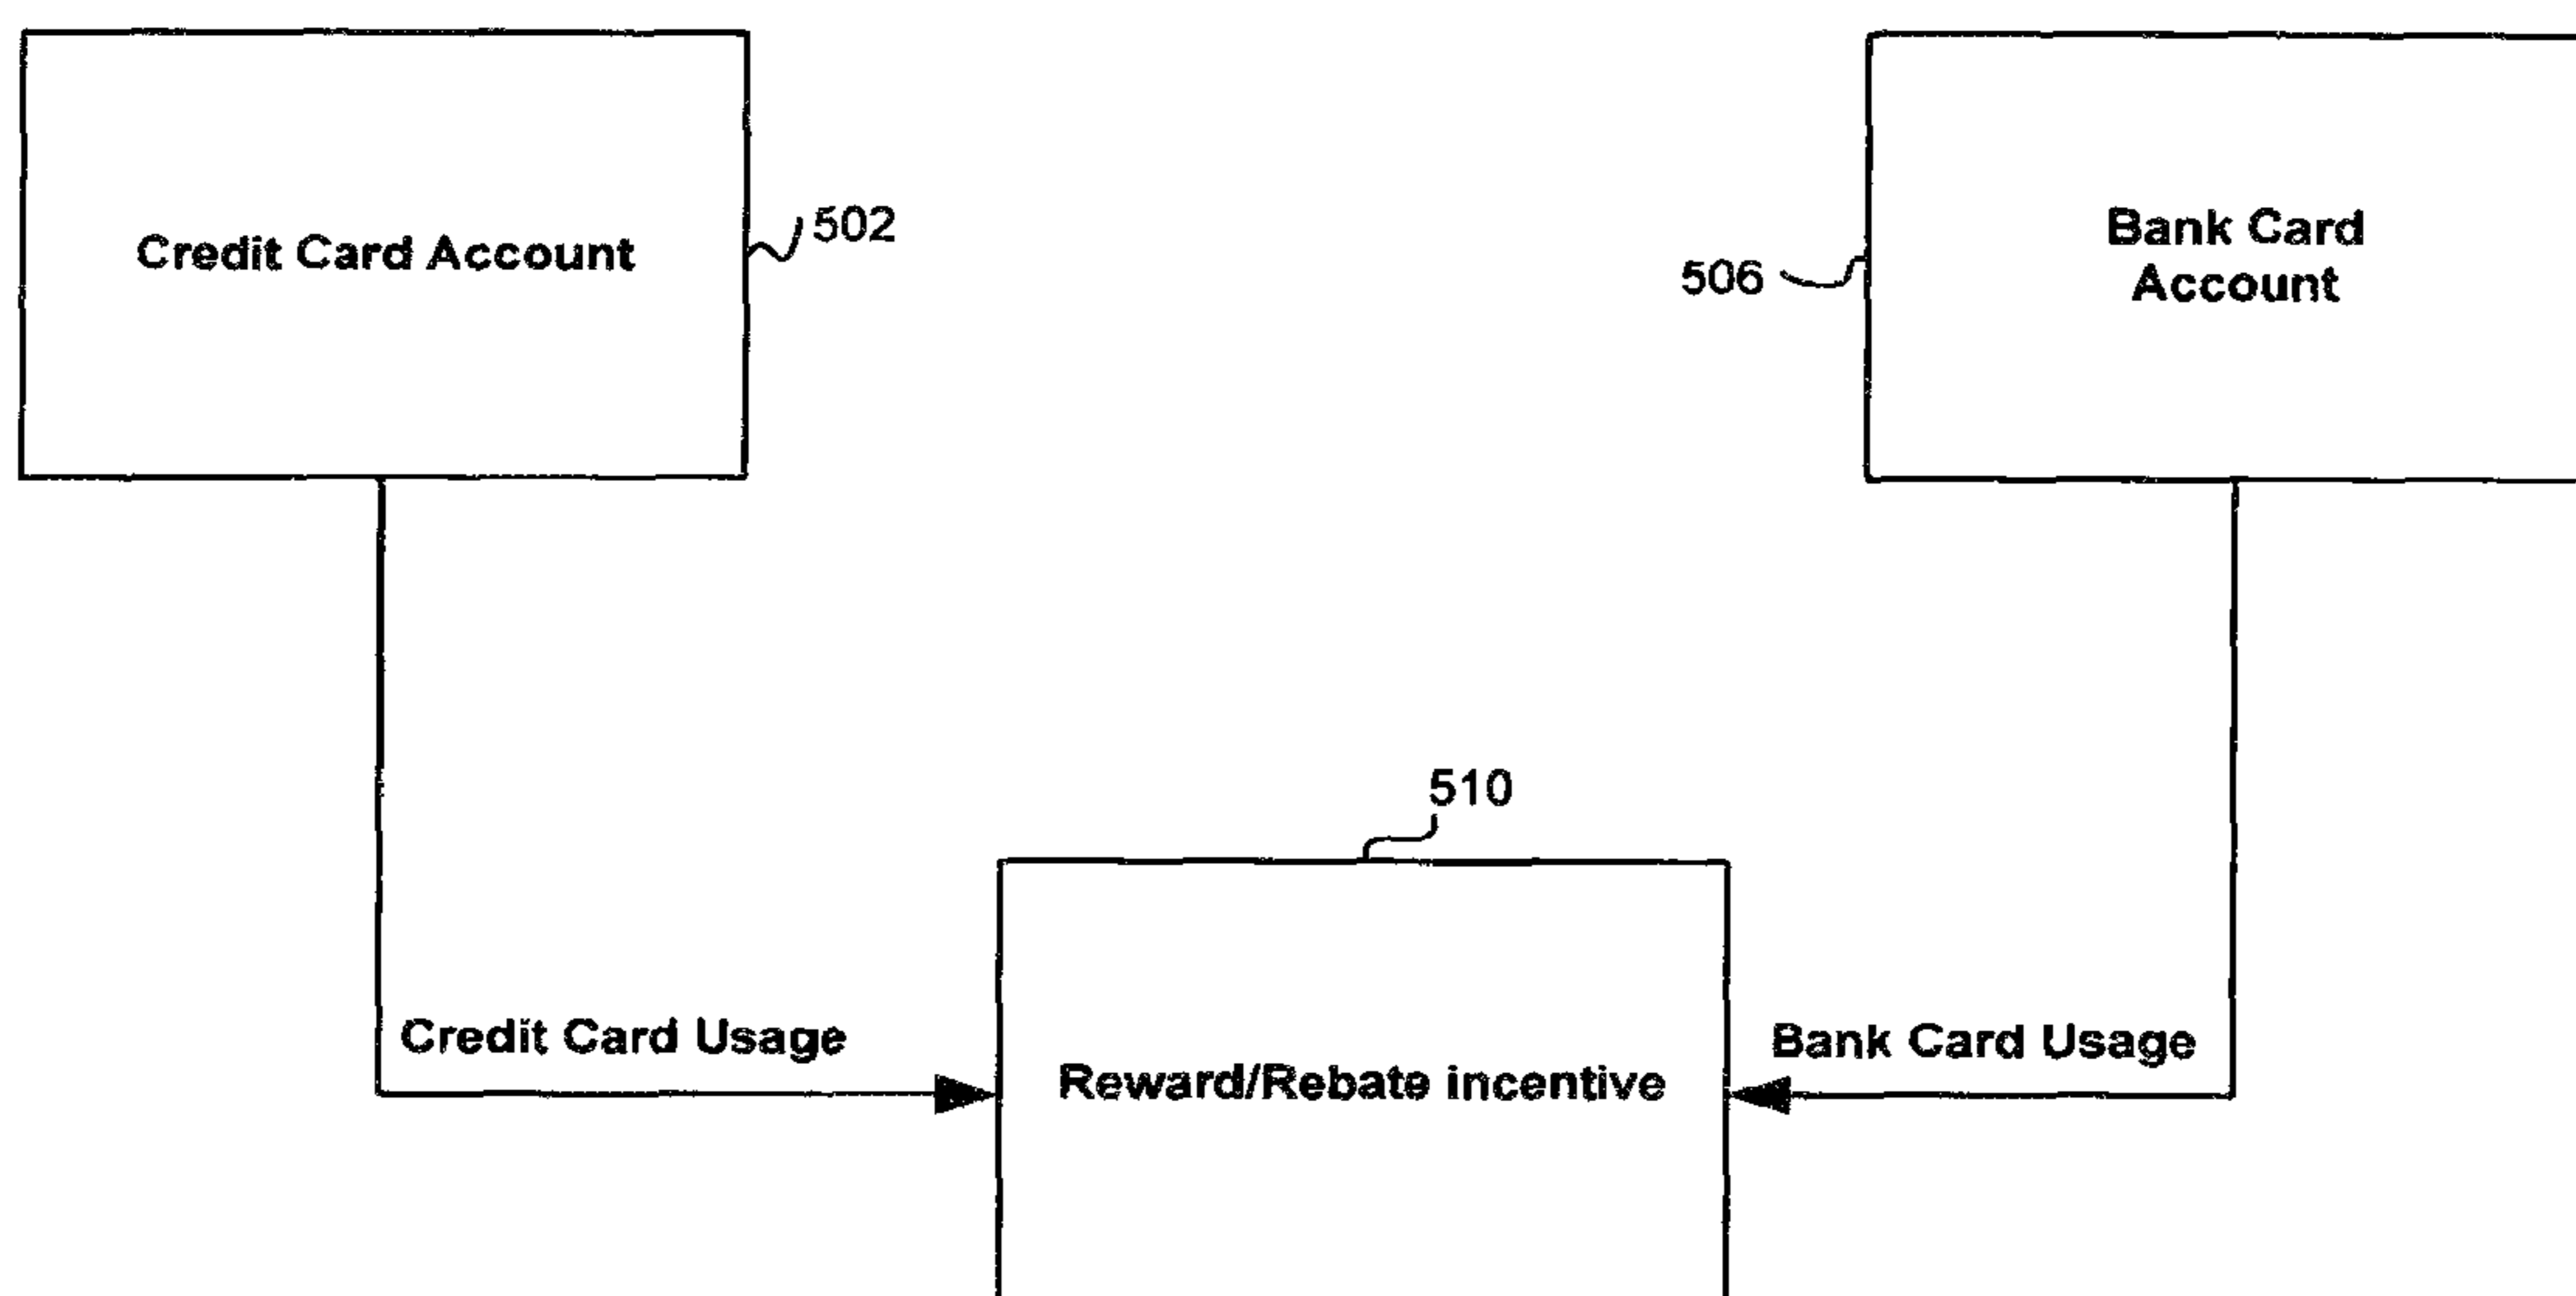 Credit Card Account
502
506
Bank Card
Account
510
Credit Card Usage
Reward/Rebate incentive
Bank Card Usage